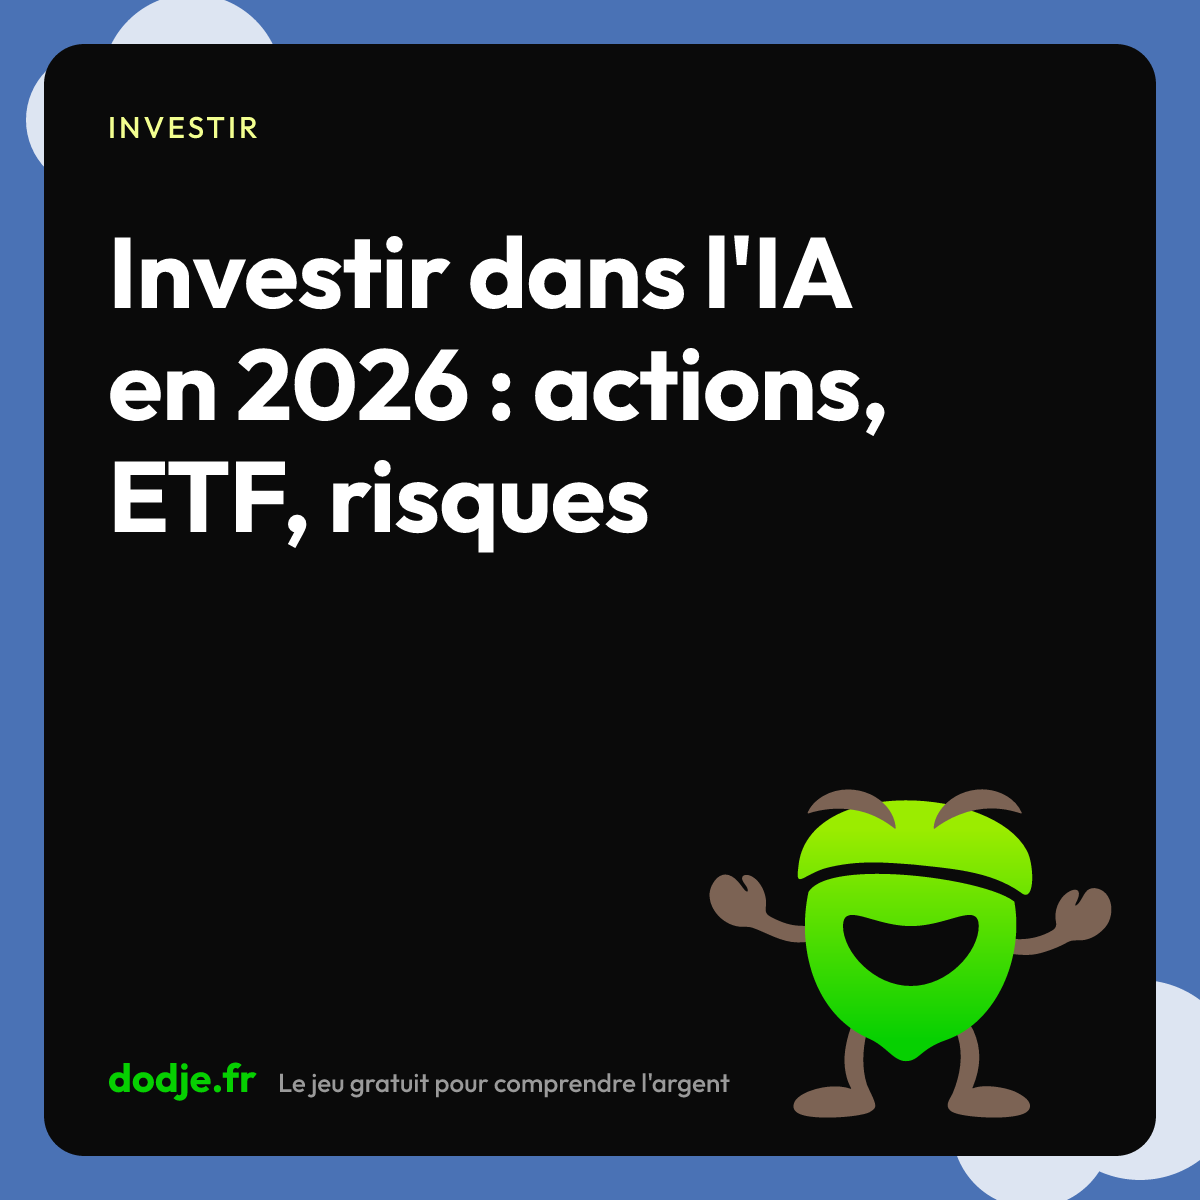 INVESTIR
Investir dans l'IA
en 2026 : actions,
ETF, risques
dodje.fr Le jeu gratuit pour comprendre l'argent